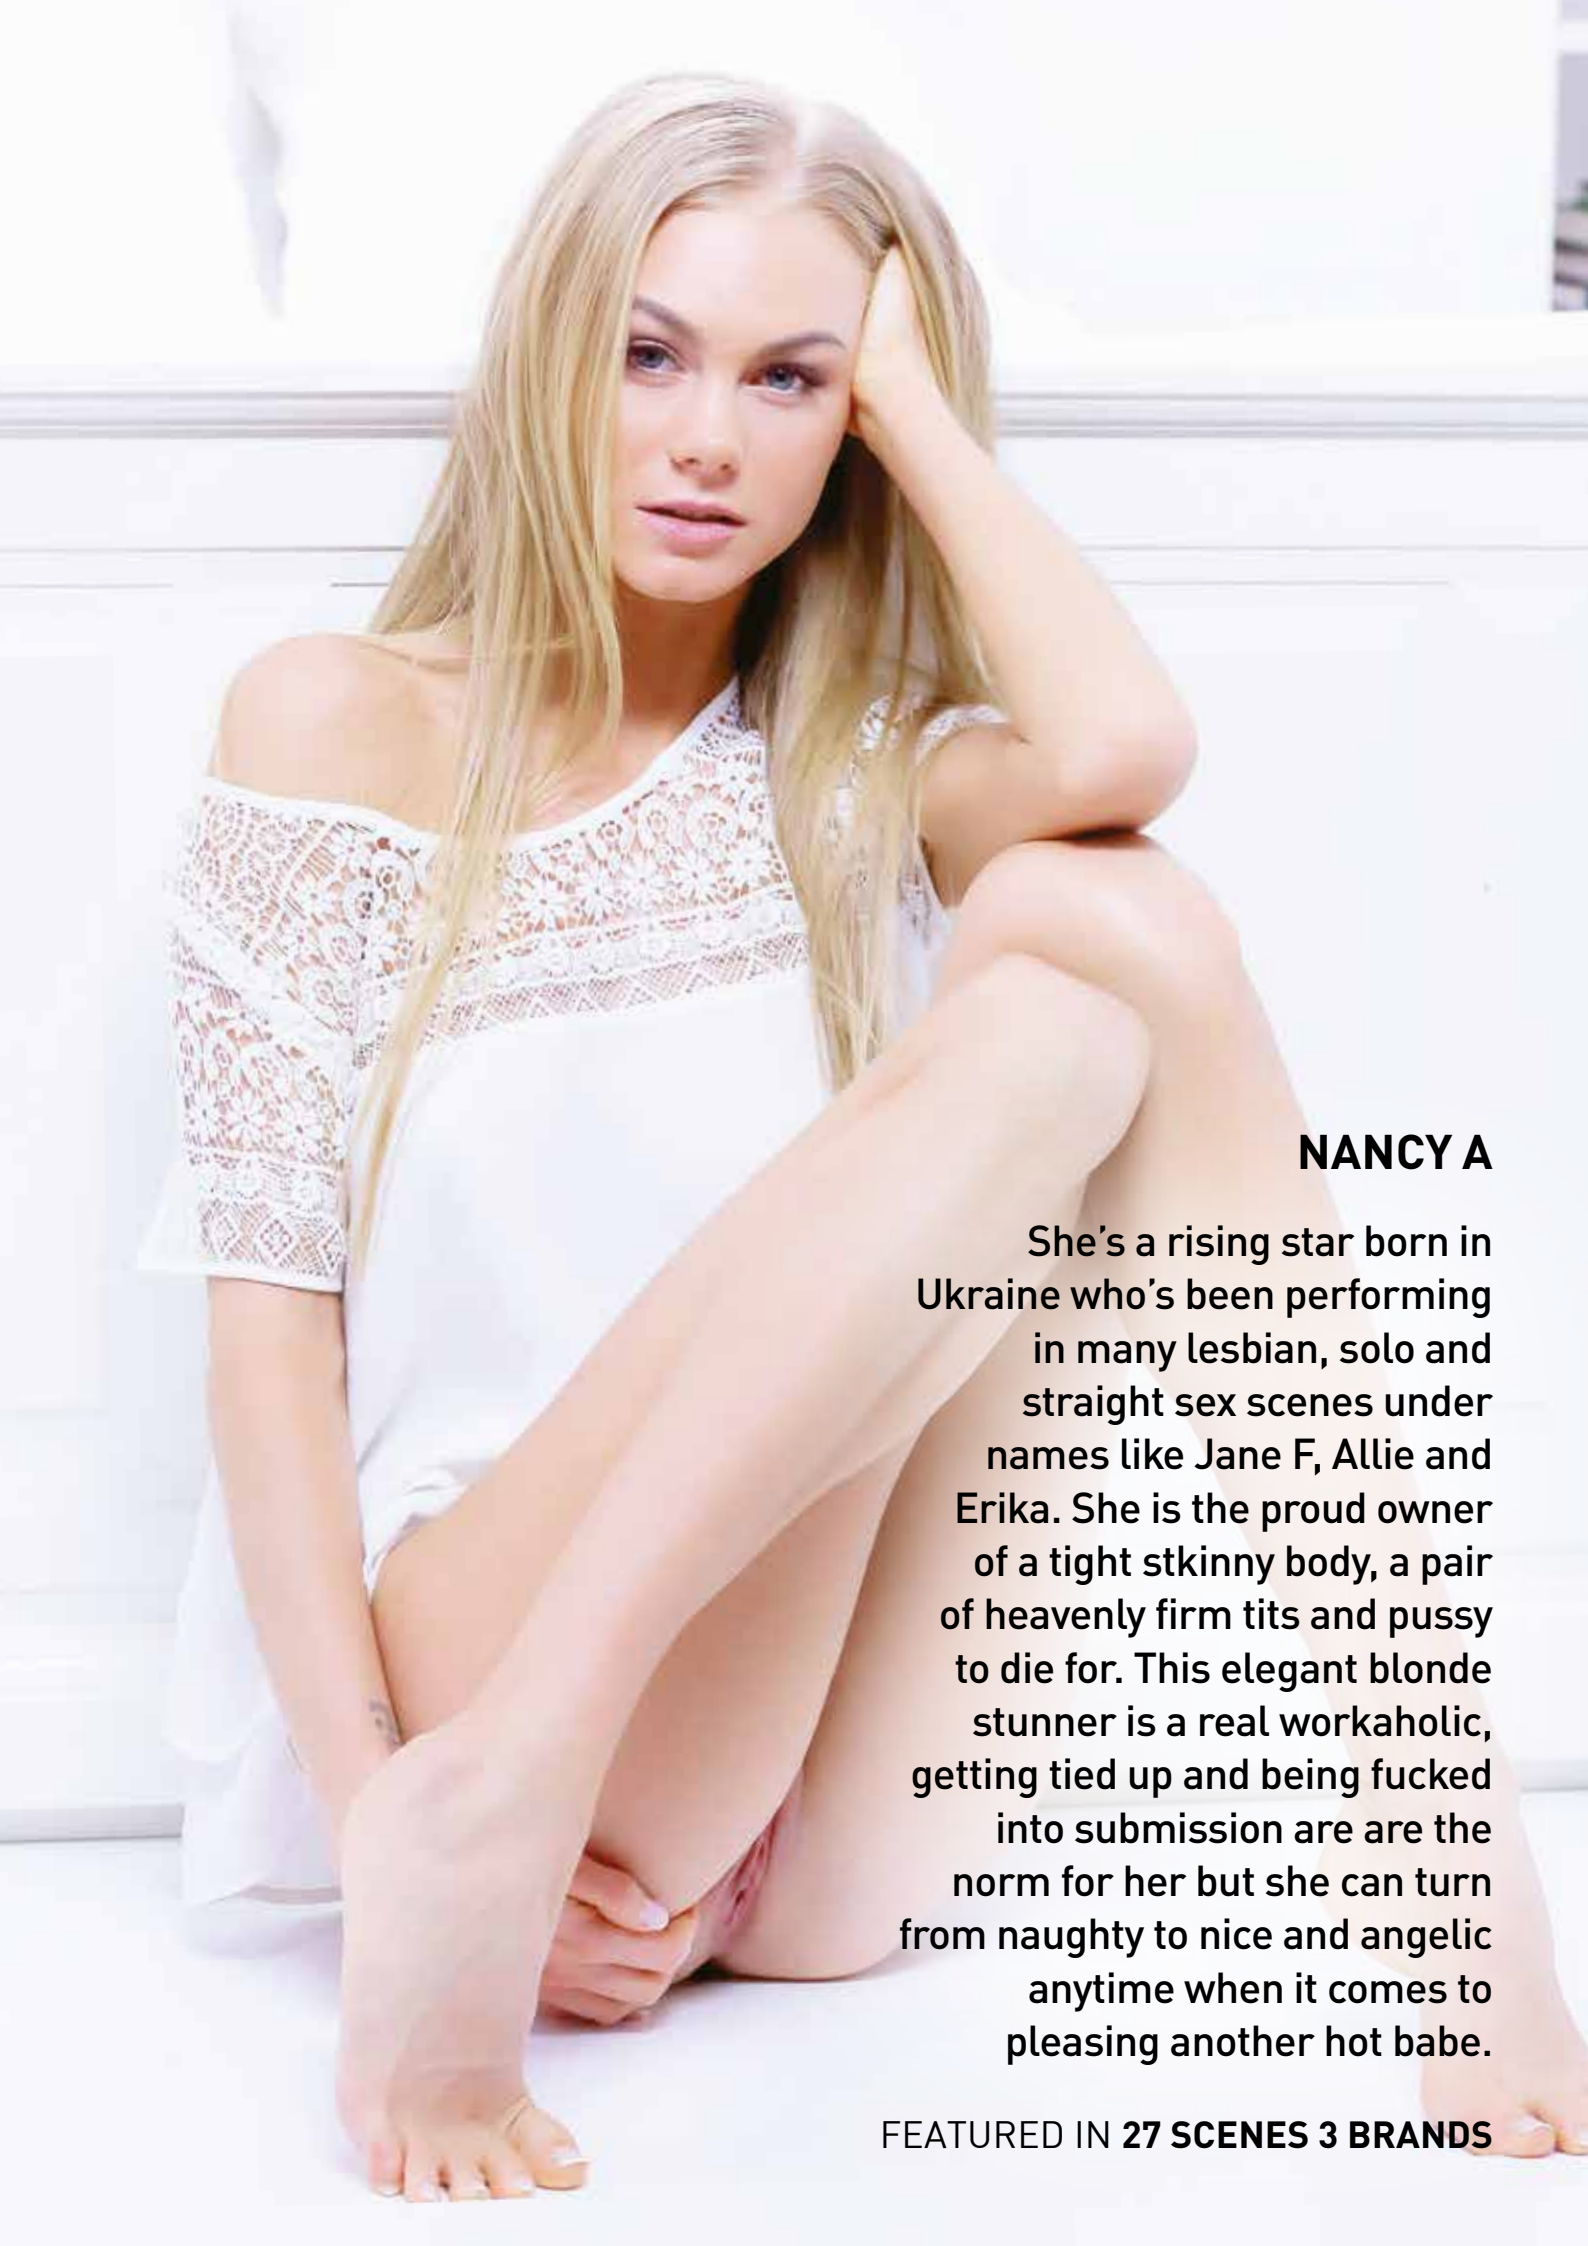 NANCY A
She's a rising star born in
Ukraine who's been performing
in many lesbian, solo and
straight sex scenes under
names like Jane F, Allie and
Erika. She is the proud owner
of a tight stkinny body, a pair
of heavenly firm tits and pussy
to die for. This elegant blonde
stunner is a real workaholic,
getting tied up and being fucked
into submission are are the
norm for her but she can turn
from naughty to nice and angelic
anytime when it comes to
pleasing another hot babe.
FEATURED IN 27 SCENES 3 BRANDS